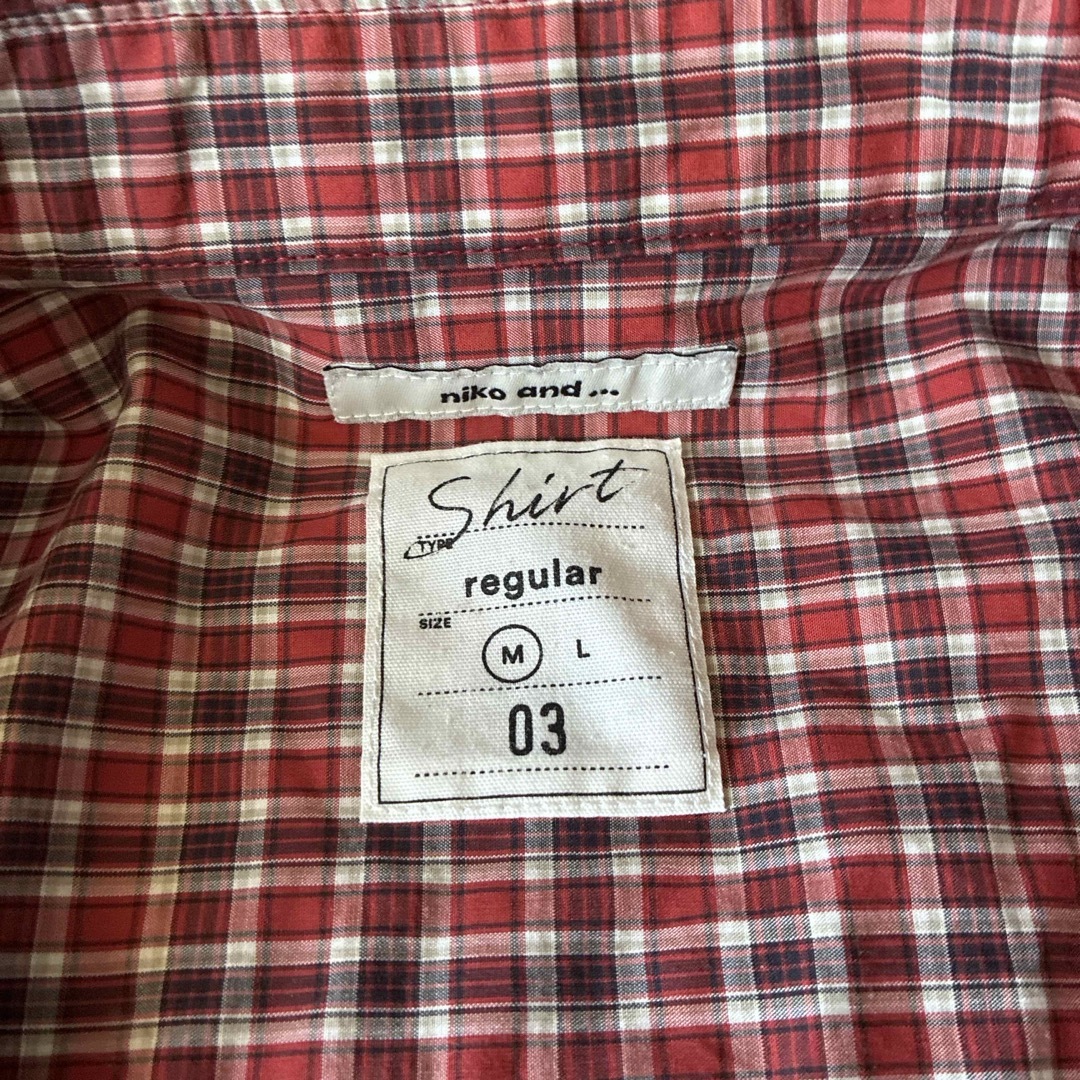 niko and ...
Shirt
TYPE
regular
SIZE
M L
03